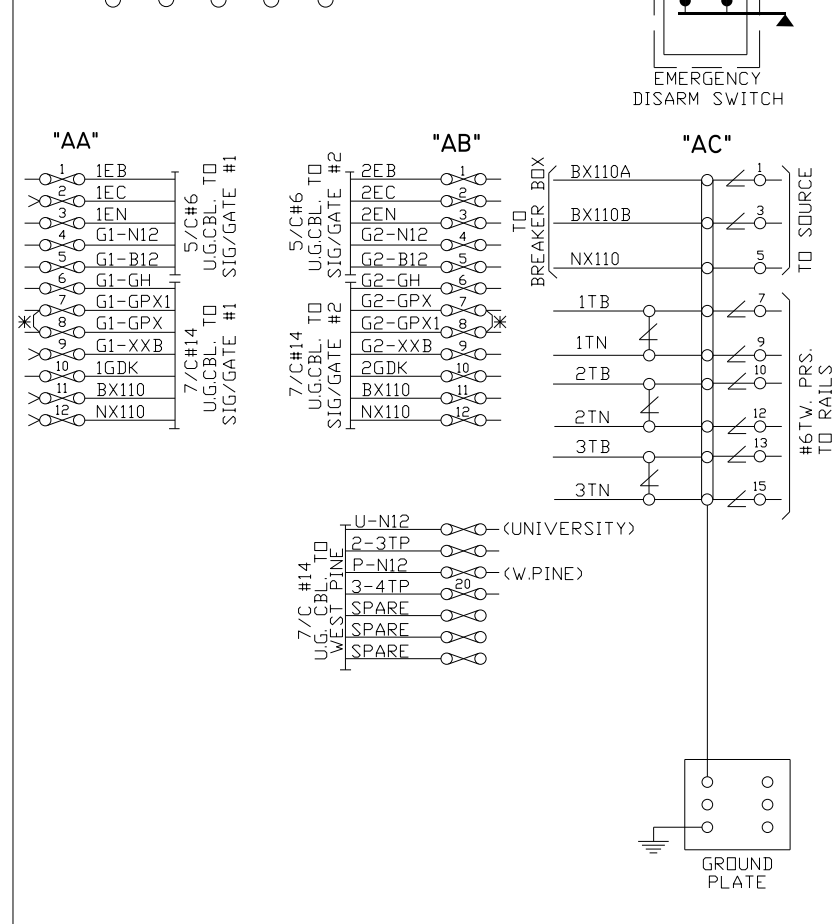 EMERGENCY
DISARM SWITCH
"AA"
1 1EB
2 1EC
3 1EN
4 G1-N12
5 G1-B12
6 G1-GH
7 G1-GPX1
8 G1-GPX
9 G1-XXB
10 1GDK
11 BX110
12 NX110
5/C#6
U.G.CBL. TO
SIG/GATE #1
7/C#14
U.G.CBL. TO
SIG/GATE #1
"AB"
5/C#6
U.G.CBL. TO
SIG/GATE #2
7/C#14
U.G.CBL. TO
SIG/GATE #2
2EB 1
2EC 2
2EN 3
G2-N12 4
G2-B12 5
G2-GH 6
G2-GPX 7
G2-GPX1 8
G2-XXB 9
2GDK 10
BX110 11
NX110 12
7/C #14
U.G. CBL. TO
WEST PINE
U-N12 (UNIVERSITY)
2-3TP
P-N12 (W.PINE)
3-4TP 20
SPARE
SPARE
SPARE
"AC"
TO
BREAKER BOX
BX110A 1
BX110B 3
NX110 5
TO SOURCE
1TB 7
1TN 9
2TB 10
2TN 12
3TB 13
3TN 15
#6TW. PRS.
TO RAILS
GROUND
PLATE